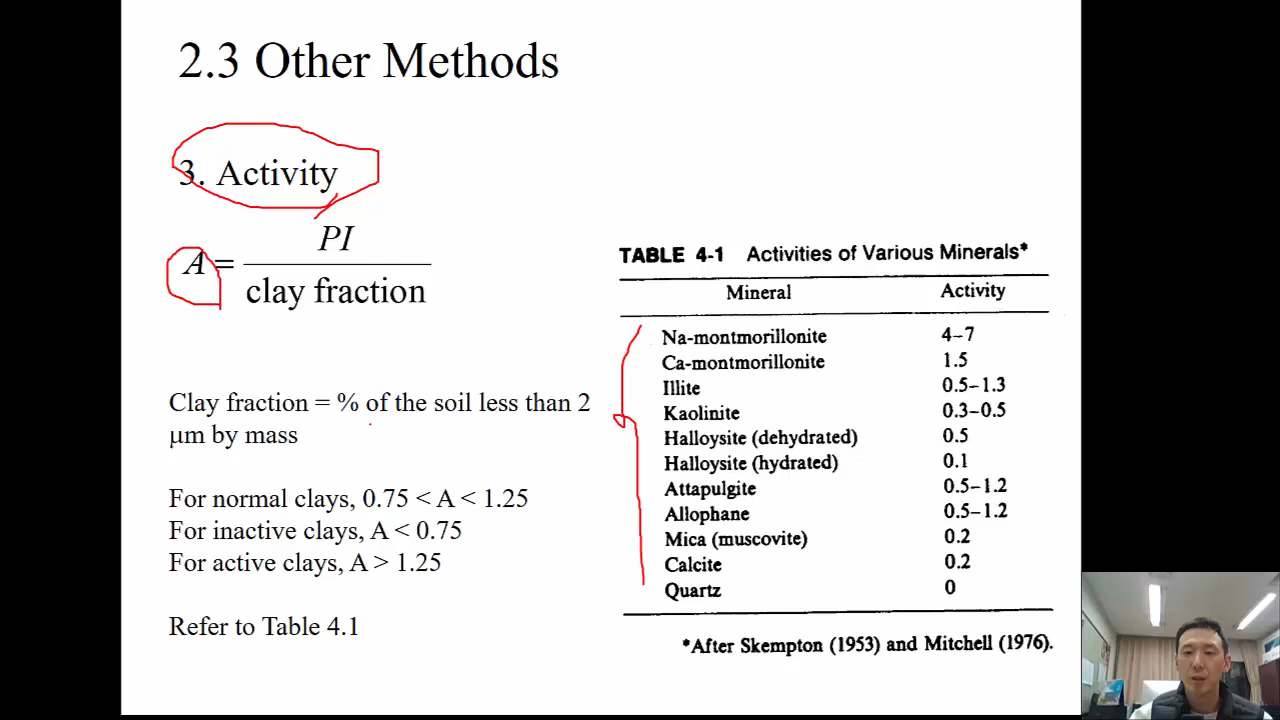 2.3 Other Methods
3. Activity
A = PI / clay fraction
Clay fraction = % of the soil less than 2
μm by mass
For normal clays, 0.75 < A < 1.25
For inactive clays, A < 0.75
For active clays, A > 1.25
Refer to Table 4.1
TABLE 4-1 Activities of Various Minerals*
Mineral Activity
Na-montmorillonite 4–7
Ca-montmorillonite 1.5
Illite 0.5–1.3
Kaolinite 0.3–0.5
Halloysite (dehydrated) 0.5
Halloysite (hydrated) 0.1
Attapulgite 0.5–1.2
Allophane 0.5–1.2
Mica (muscovite) 0.2
Calcite 0.2
Quartz 0
*After Skempton (1953) and Mitchell (1976).